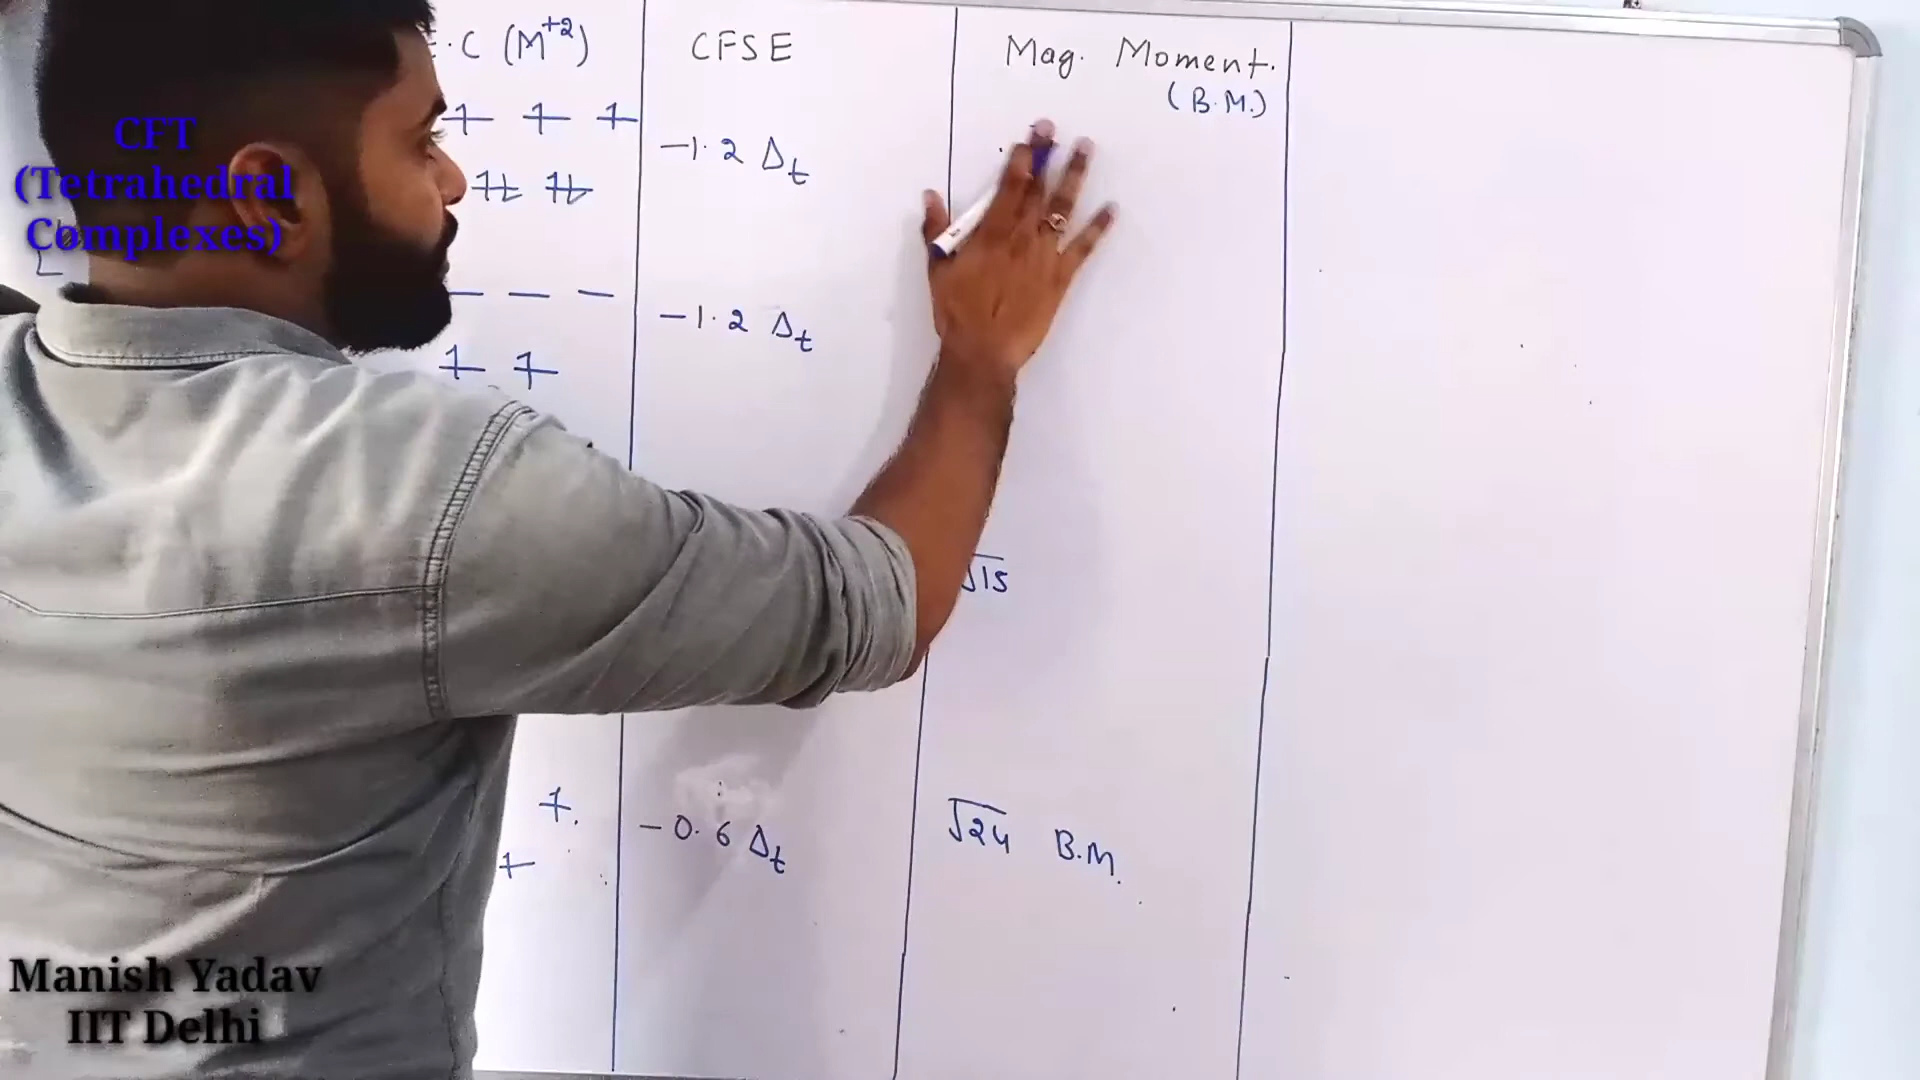 .C (M+2)
CFSE
Mag. Moment.
(B.M.)
CFT
(Tetrahedral
Complexes)
-1.2 Δt
-1.2 Δt
√15
-0.6 Δt
√24 B.M.
Manish Yadav
IIT Delhi